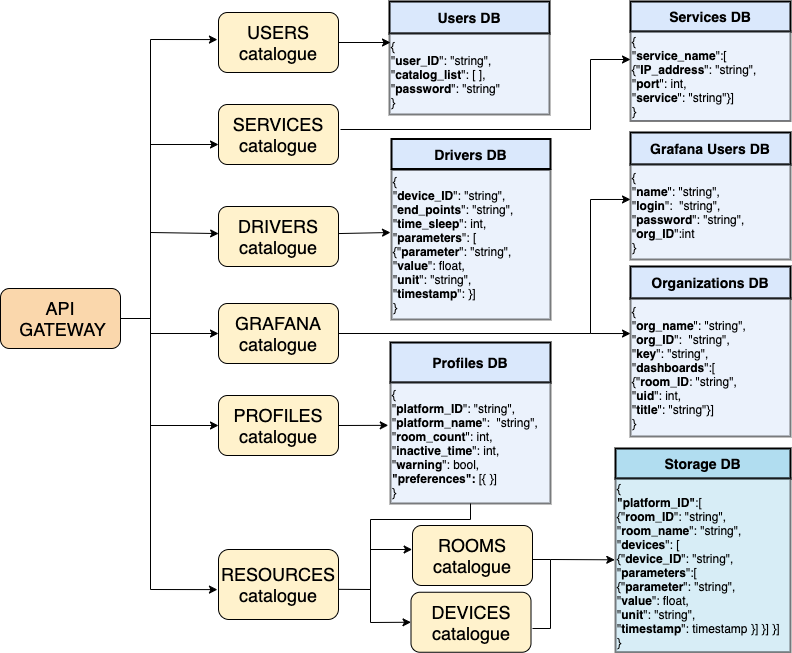 API
GATEWAY
USERS
catalogue
SERVICES
catalogue
DRIVERS
catalogue
GRAFANA
catalogue
PROFILES
catalogue
RESOURCES
catalogue
ROOMS
catalogue
DEVICES
catalogue
Users DB
{
"user_ID": "string",
"catalog_list": [ ],
"password": "string"
}
Drivers DB
{
"device_ID": "string",
"end_points": "string",
"time_sleep": int,
"parameters": [
{"parameter": "string",
"value": float,
"unit": "string",
"timestamp": }]
}
Profiles DB
{
"platform_ID": "string",
"platform_name":  "string",
"room_count": int,
"inactive_time": int,
"warning": bool,
"preferences": [{ }]
}
Services DB
{
"service_name":[
{"IP_address": "string",
"port": int,
"service": "string"}]
}
Grafana Users DB
{
"name": "string",
"login":  "string",
"password": "string",
"org_ID":int
}
Organizations DB
{
"org_name": "string",
"org_ID":  "string",
"key": "string",
"dashboards":[
{"room_ID: "string",
"uid": int,
"title": "string"}]
}
Storage DB
{
"platform_ID":[
{"room_ID": "string",
"room_name": "string",
"devices": [
{"device_ID": "string",
"parameters":[
{"parameter": "string",
"value": float,
"unit": "string",
"timestamp": timestamp }] }] }]
}